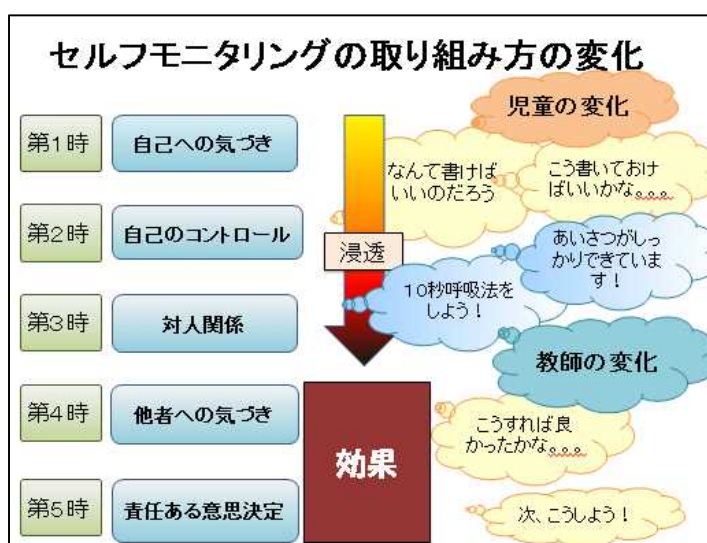 セルフモニタリングの取り組み方の変化
児童の変化
第1時
自己への気づき
なんて書けば
いいのだろう
こう書いておけ
ばいいかな。。。
第2時
自己のコントロール
浸透
あいさつがしっ
かりできていま
す！
10秒呼吸法を
しよう！
第3時
対人関係
教師の変化
第4時
他者への気づき
効果
こうすれば良
かったかな。。。
第5時
責任ある意思決定
次、こうしよう！